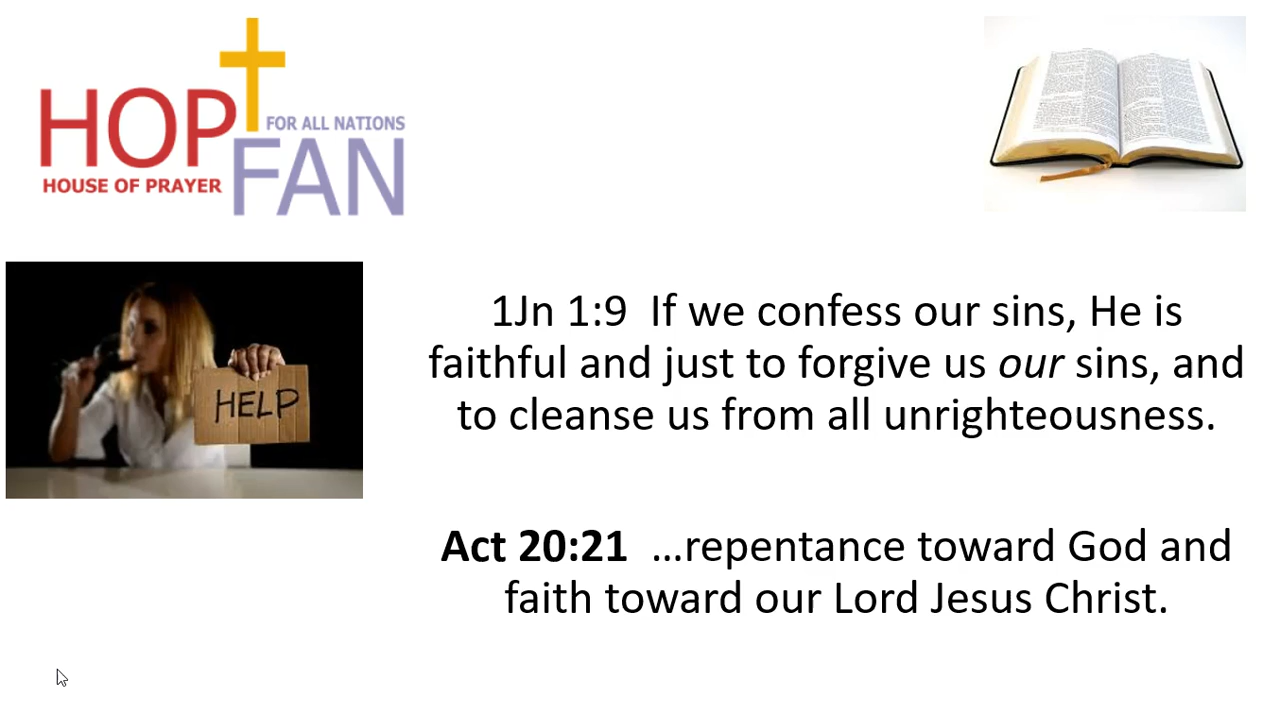 HOP
FOR ALL NATIONS
HOUSE OF PRAYER
FAN
HELP
1Jn 1:9 If we confess our sins, He is
faithful and just to forgive us our sins, and
to cleanse us from all unrighteousness.
Act 20:21 …repentance toward God and
faith toward our Lord Jesus Christ.